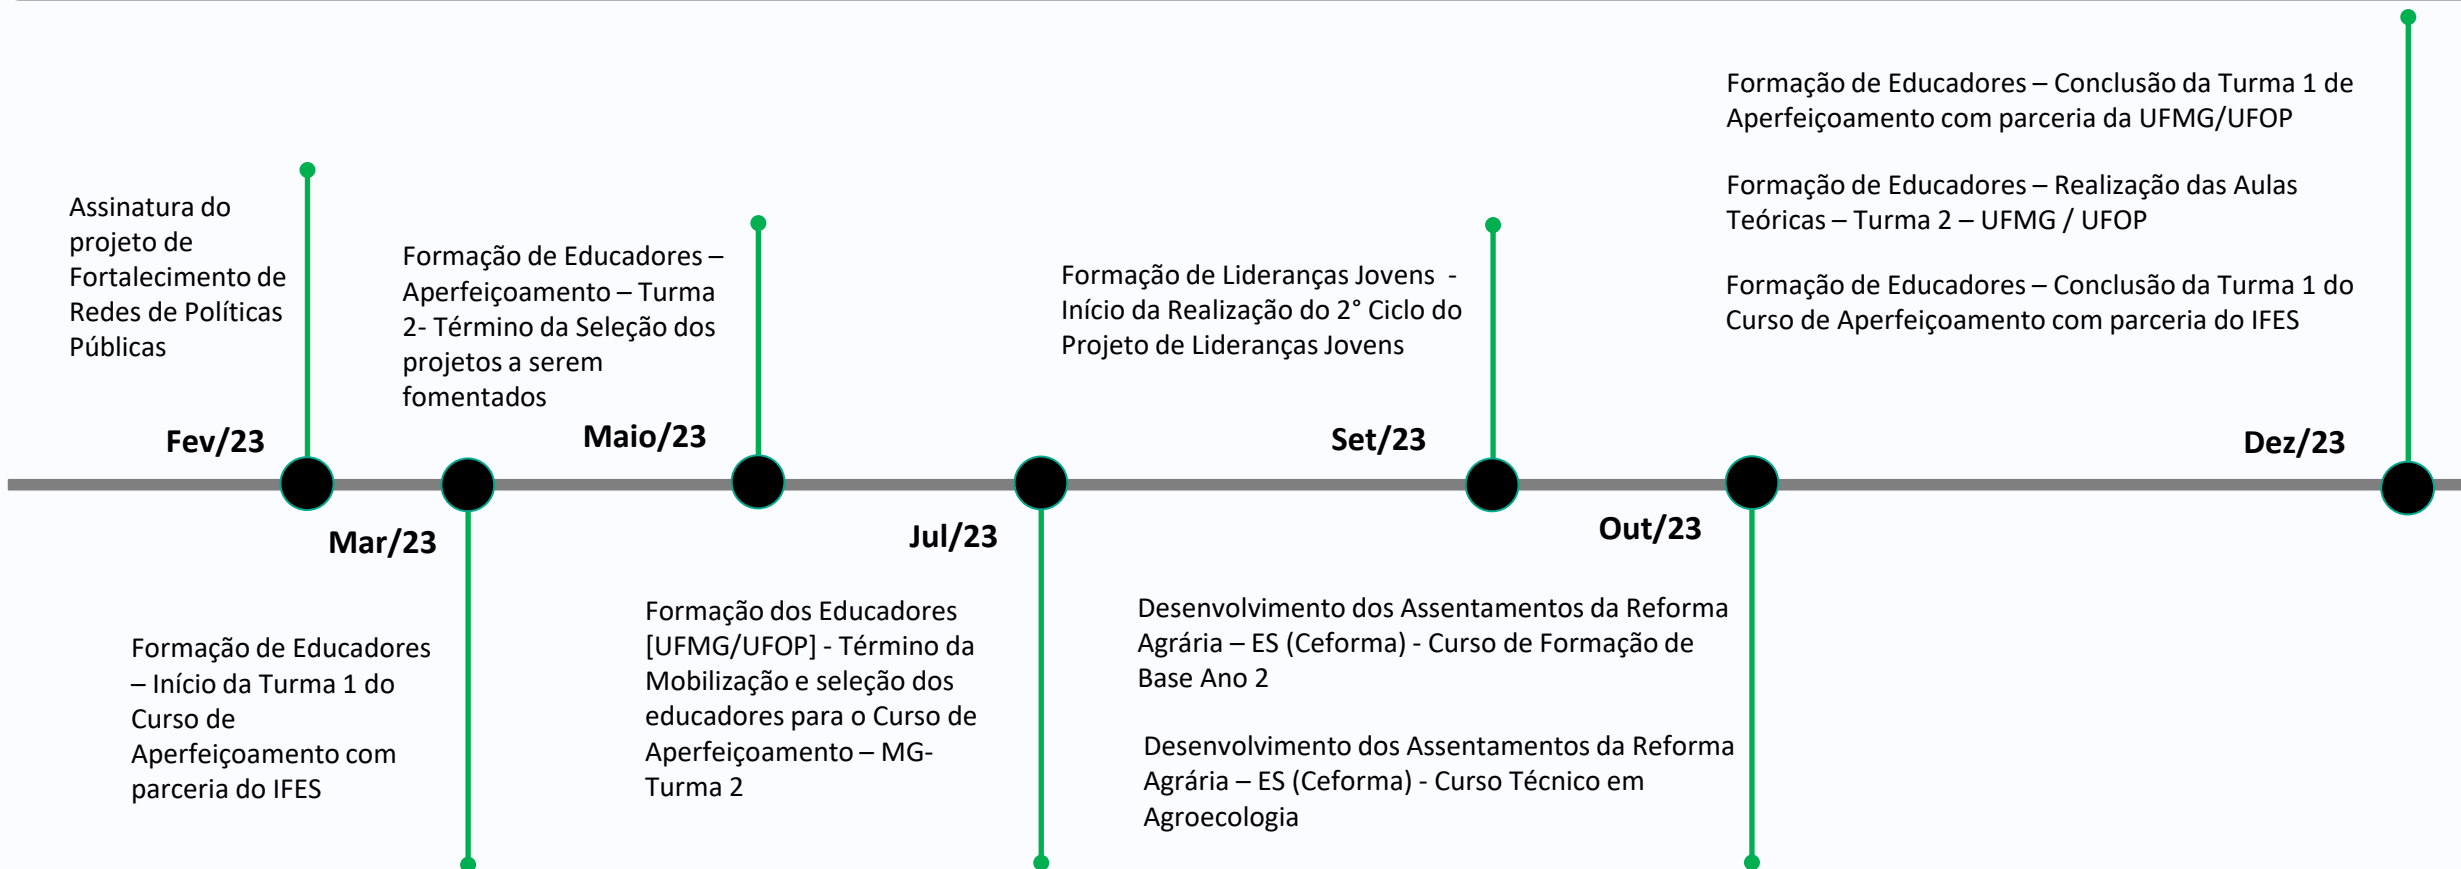 Assinatura do
projeto de
Fortalecimento de
Redes de Políticas
Públicas
Fev/23
Formação de Educadores
– Início da Turma 1 do
Curso de
Aperfeiçoamento com
parceria do IFES
Mar/23
Formação de Educadores –
Aperfeiçoamento – Turma
2- Término da Seleção dos
projetos a serem
fomentados
Maio/23
Formação dos Educadores
[UFMG/UFOP] - Término da
Mobilização e seleção dos
educadores para o Curso de
Aperfeiçoamento – MG-
Turma 2
Jul/23
Formação de Lideranças Jovens -
Início da Realização do 2° Ciclo do
Projeto de Lideranças Jovens
Set/23
Desenvolvimento dos Assentamentos da Reforma
Agrária – ES (Ceforma) - Curso de Formação de
Base Ano 2
Desenvolvimento dos Assentamentos da Reforma
Agrária – ES (Ceforma) - Curso Técnico em
Agroecologia
Out/23
Formação de Educadores – Conclusão da Turma 1 de
Aperfeiçoamento com parceria da UFMG/UFOP
Formação de Educadores – Realização das Aulas
Teóricas – Turma 2 – UFMG / UFOP
Formação de Educadores – Conclusão da Turma 1 do
Curso de Aperfeiçoamento com parceria do IFES
Dez/23